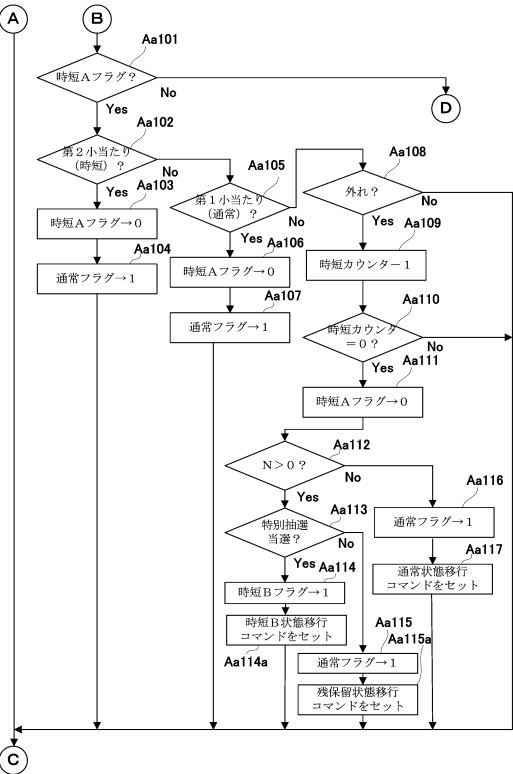 A
B
Aa101
時短Aフラグ?
No
Yes
D
Aa102
第2小当たり
(時短)?
No
Yes
Aa103
時短Aフラグ→0
Aa104
通常フラグ→1
Aa105
第1小当たり
(通常)?
No
Yes
Aa106
時短Aフラグ→0
Aa107
通常フラグ→1
Aa108
外れ?
No
Yes
Aa109
時短カウンタ-1
Aa110
時短カウンタ
=0?
No
Yes
Aa111
時短Aフラグ→0
Aa112
N>0?
No
Yes
Aa113
特別抽選
当選?
No
Yes
Aa114
時短Bフラグ→1
時短B状態移行
コマンドをセット
Aa114a
Aa115
通常フラグ→1
Aa115a
残保留状態移行
コマンドをセット
Aa116
通常フラグ→1
Aa117
通常状態移行
コマンドをセット
C